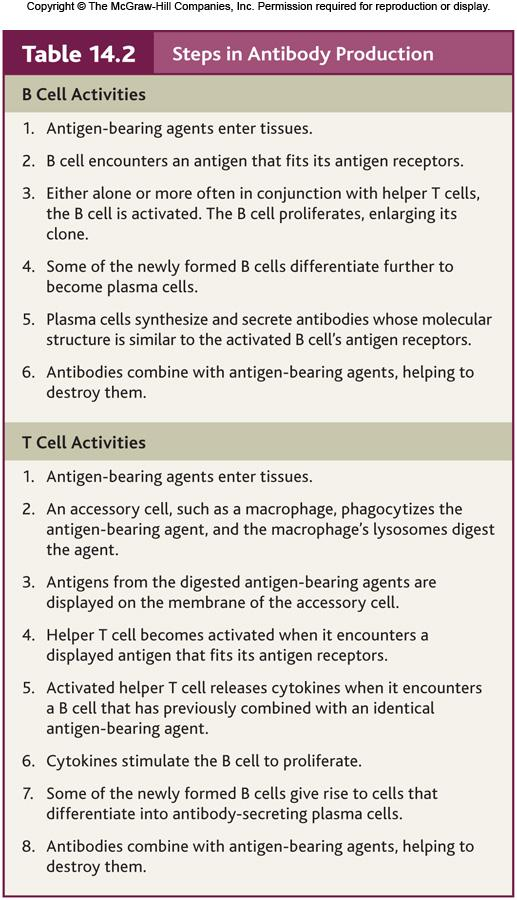 Copyright © The McGraw-Hill Companies, Inc. Permission required for reproduction or display.
Table 14.2 Steps in Antibody Production
B Cell Activities
1. Antigen-bearing agents enter tissues.
2. B cell encounters an antigen that fits its antigen receptors.
3. Either alone or more often in conjunction with helper T cells,
the B cell is activated. The B cell proliferates, enlarging its
clone.
4. Some of the newly formed B cells differentiate further to
become plasma cells.
5. Plasma cells synthesize and secrete antibodies whose molecular
structure is similar to the activated B cell's antigen receptors.
6. Antibodies combine with antigen-bearing agents, helping to
destroy them.
T Cell Activities
1. Antigen-bearing agents enter tissues.
2. An accessory cell, such as a macrophage, phagocytizes the
antigen-bearing agent, and the macrophage's lysosomes digest
the agent.
3. Antigens from the digested antigen-bearing agents are
displayed on the membrane of the accessory cell.
4. Helper T cell becomes activated when it encounters a
displayed antigen that fits its antigen receptors.
5. Activated helper T cell releases cytokines when it encounters
a B cell that has previously combined with an identical
antigen-bearing agent.
6. Cytokines stimulate the B cell to proliferate.
7. Some of the newly formed B cells give rise to cells that
differentiate into antibody-secreting plasma cells.
8. Antibodies combine with antigen-bearing agents, helping to
destroy them.